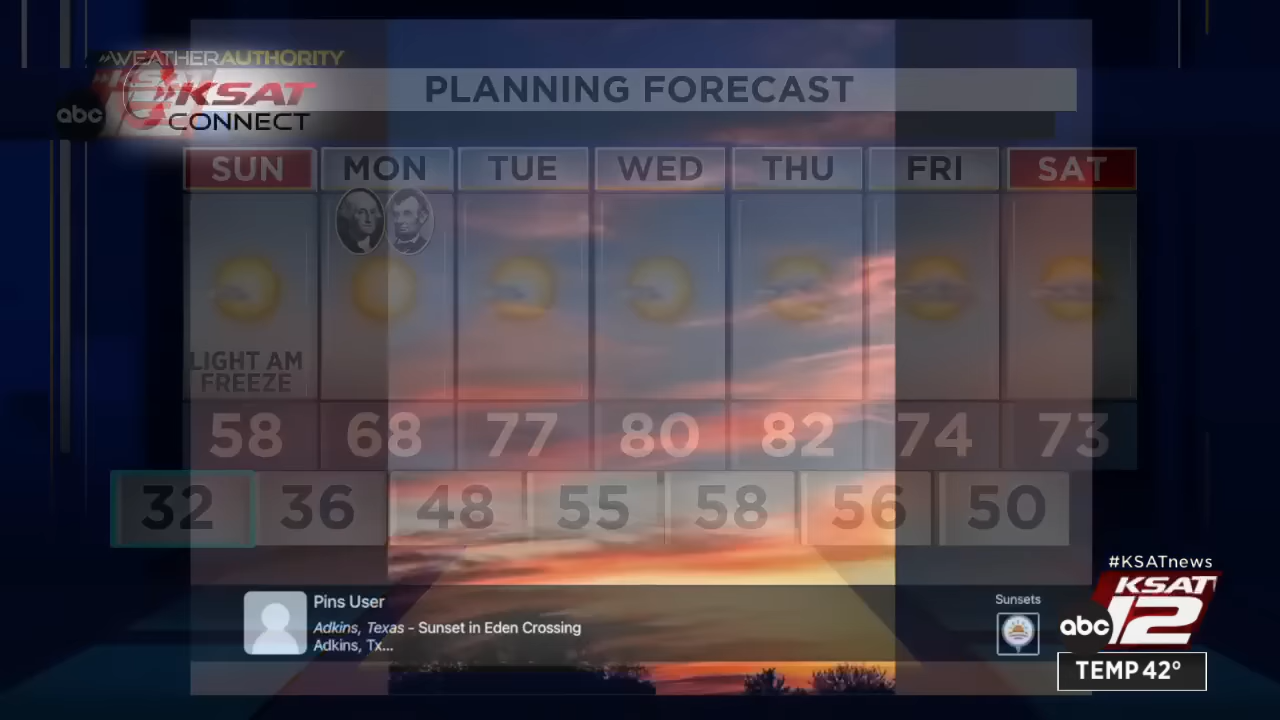 WEATHERAUTHORITY
KSAT
abc
KSAT
CONNECT
PLANNING FORECAST
SUN MON TUE WED THU FRI SAT
LIGHT AM
FREEZE
58 68 77 80 82 74 73
32 36 48 55 58 56 50
Pins User
Adkins, Texas - Sunset in Eden Crossing
Adkins, Tx...
Sunsets
#KSATnews
KSAT
abc 12
TEMP 42°